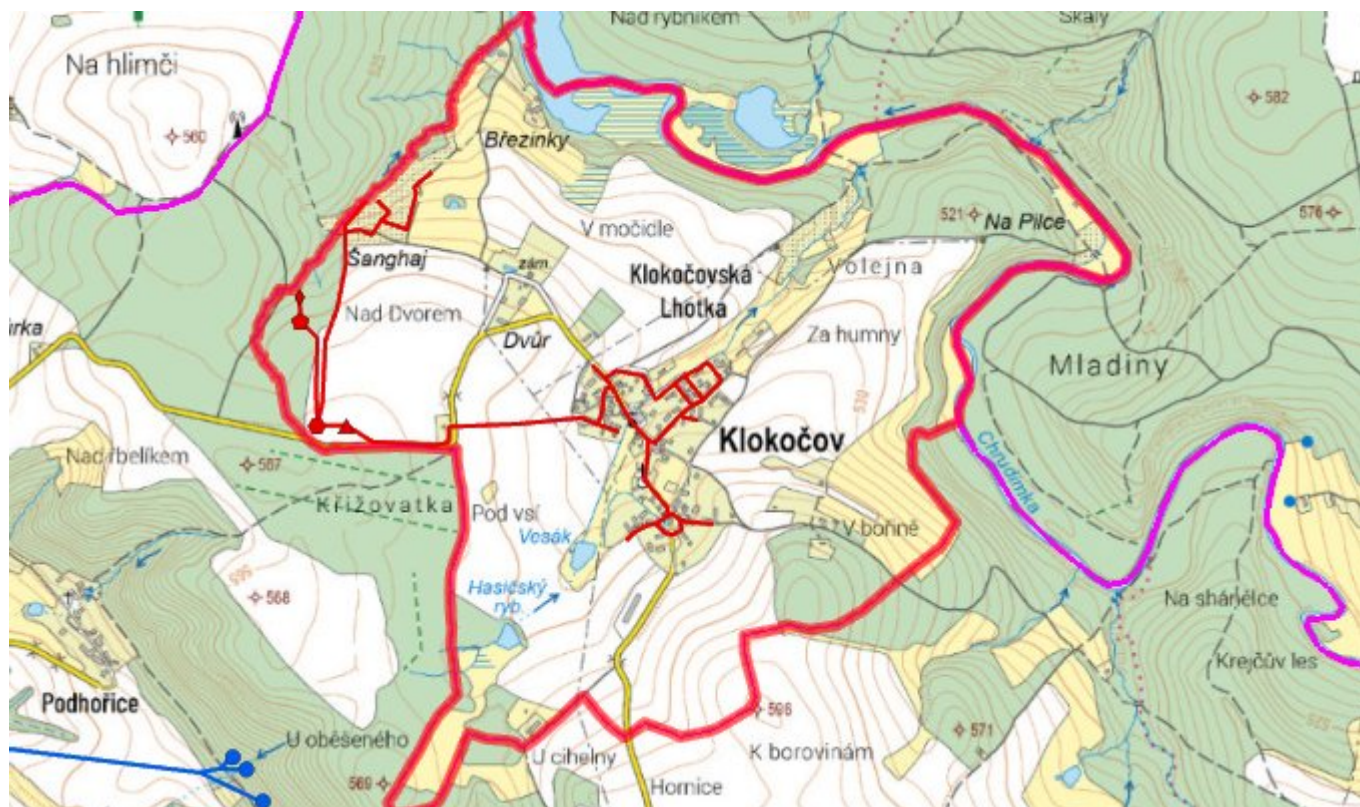 Nad rybníkem
Skály
Na hlimči
560
582
Březinky
V močidle
521
Na Pilce
576
Šanghaj
zám.
Klokočovská
Lhotka
Volejna
Nad Dvorem
Dvůr
Za humny
Mladiny
530
Klokočov
Chrudimka
Nad řbelíkem
587
Křižovatka
Pod vsí
Vesák
V bořině
Hasičský
ryb.
568
Na shánělce
Krejčův les
Podhořice
U oběšeného
569
U cihelny
596
K borovinám
571
Hornice